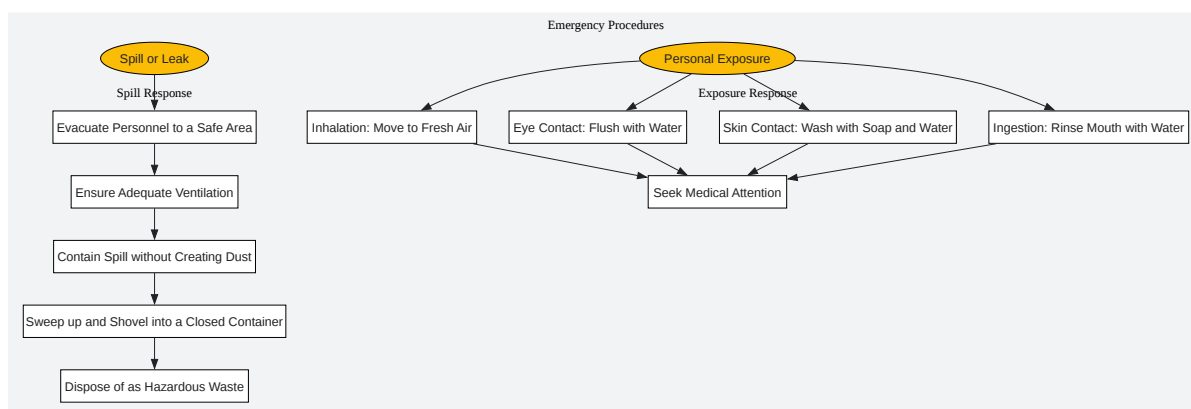 Emergency Procedures
Spill or Leak
Personal Exposure
Spill Response
Exposure Response
Evacuate Personnel to a Safe Area
Inhalation: Move to Fresh Air
Eye Contact: Flush with Water
Skin Contact: Wash with Soap and Water
Ingestion: Rinse Mouth with Water
Ensure Adequate Ventilation
Seek Medical Attention
Contain Spill without Creating Dust
Sweep up and Shovel into a Closed Container
Dispose of as Hazardous Waste